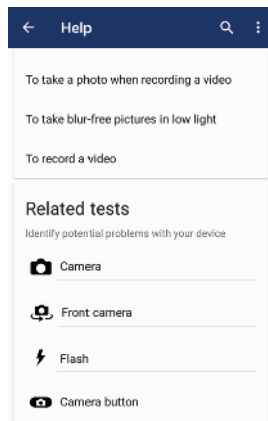 Help
To take a photo when recording a video
To take blur-free pictures in low light
To record a video
Related tests
Identify potential problems with your device
Camera
Front camera
Flash
Camera button